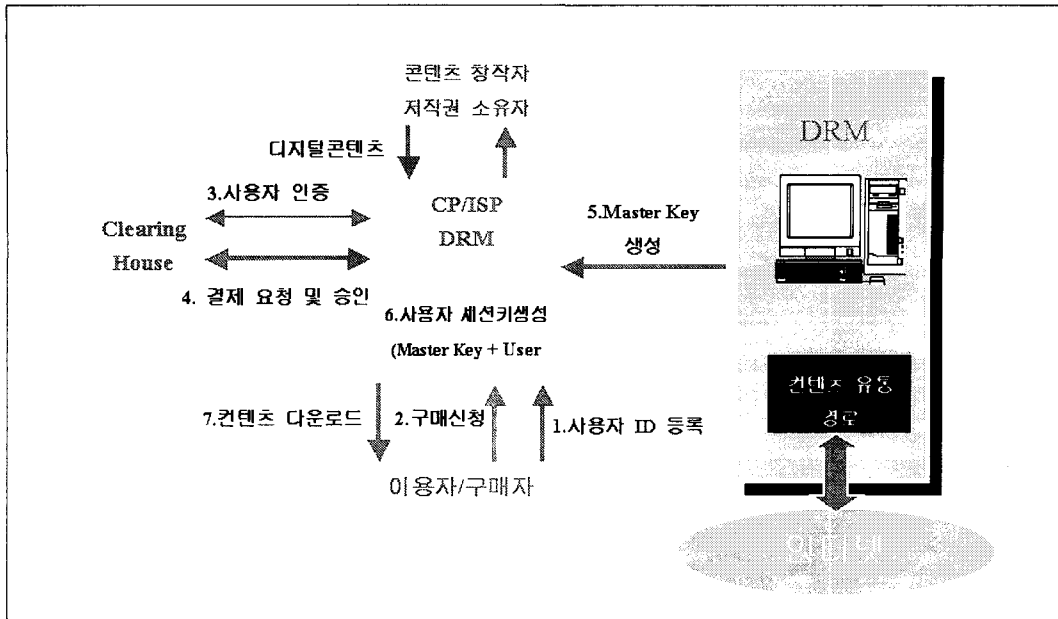 콘텐츠 창작자
저작권 소유자
DRM
디지털콘텐츠
3.사용자 인증
CP/ISP
DRM
5.Master Key
생성
Clearing
House
4. 결제 요청 및 승인
6.사용자 세션키생성
(Master Key + User
컨텐츠 유통
경로
7.컨텐츠 다운로드
2.구매신청
1.사용자 ID 등록
이용자/구매자